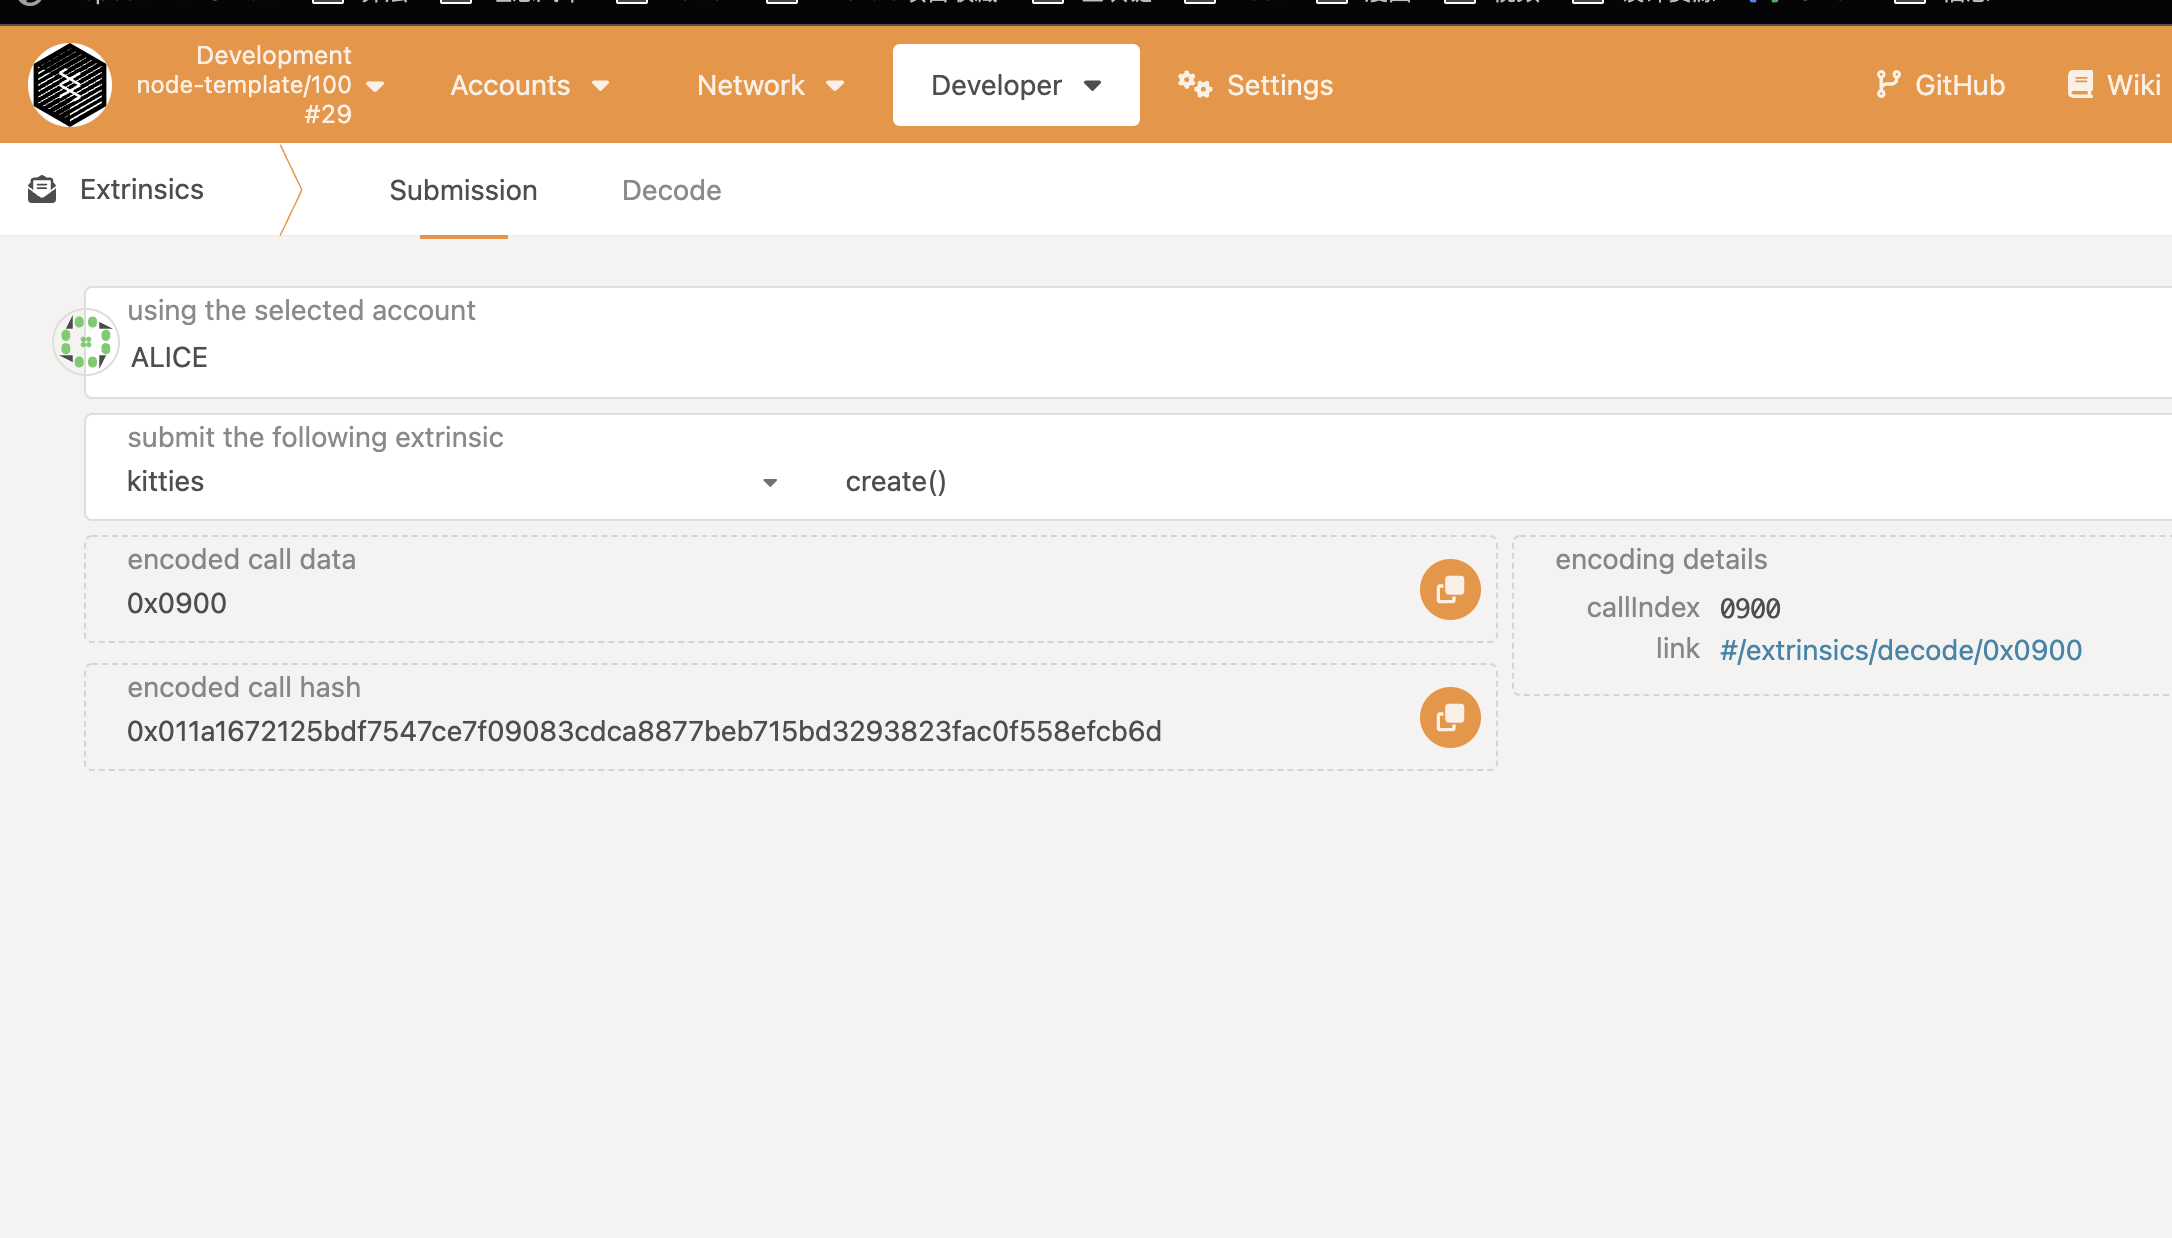 Development
node-template/100
#29
Accounts
Network
Developer
Settings
GitHub
Wiki
Extrinsics
Submission
Decode
using the selected account
ALICE
submit the following extrinsic
kitties
create()
encoded call data
0x0900
encoding details
callIndex 0900
link #/extrinsics/decode/0x0900
encoded call hash
0x011a1672125bdf7547ce7f09083cdca8877beb715bd3293823fac0f558efcb6d